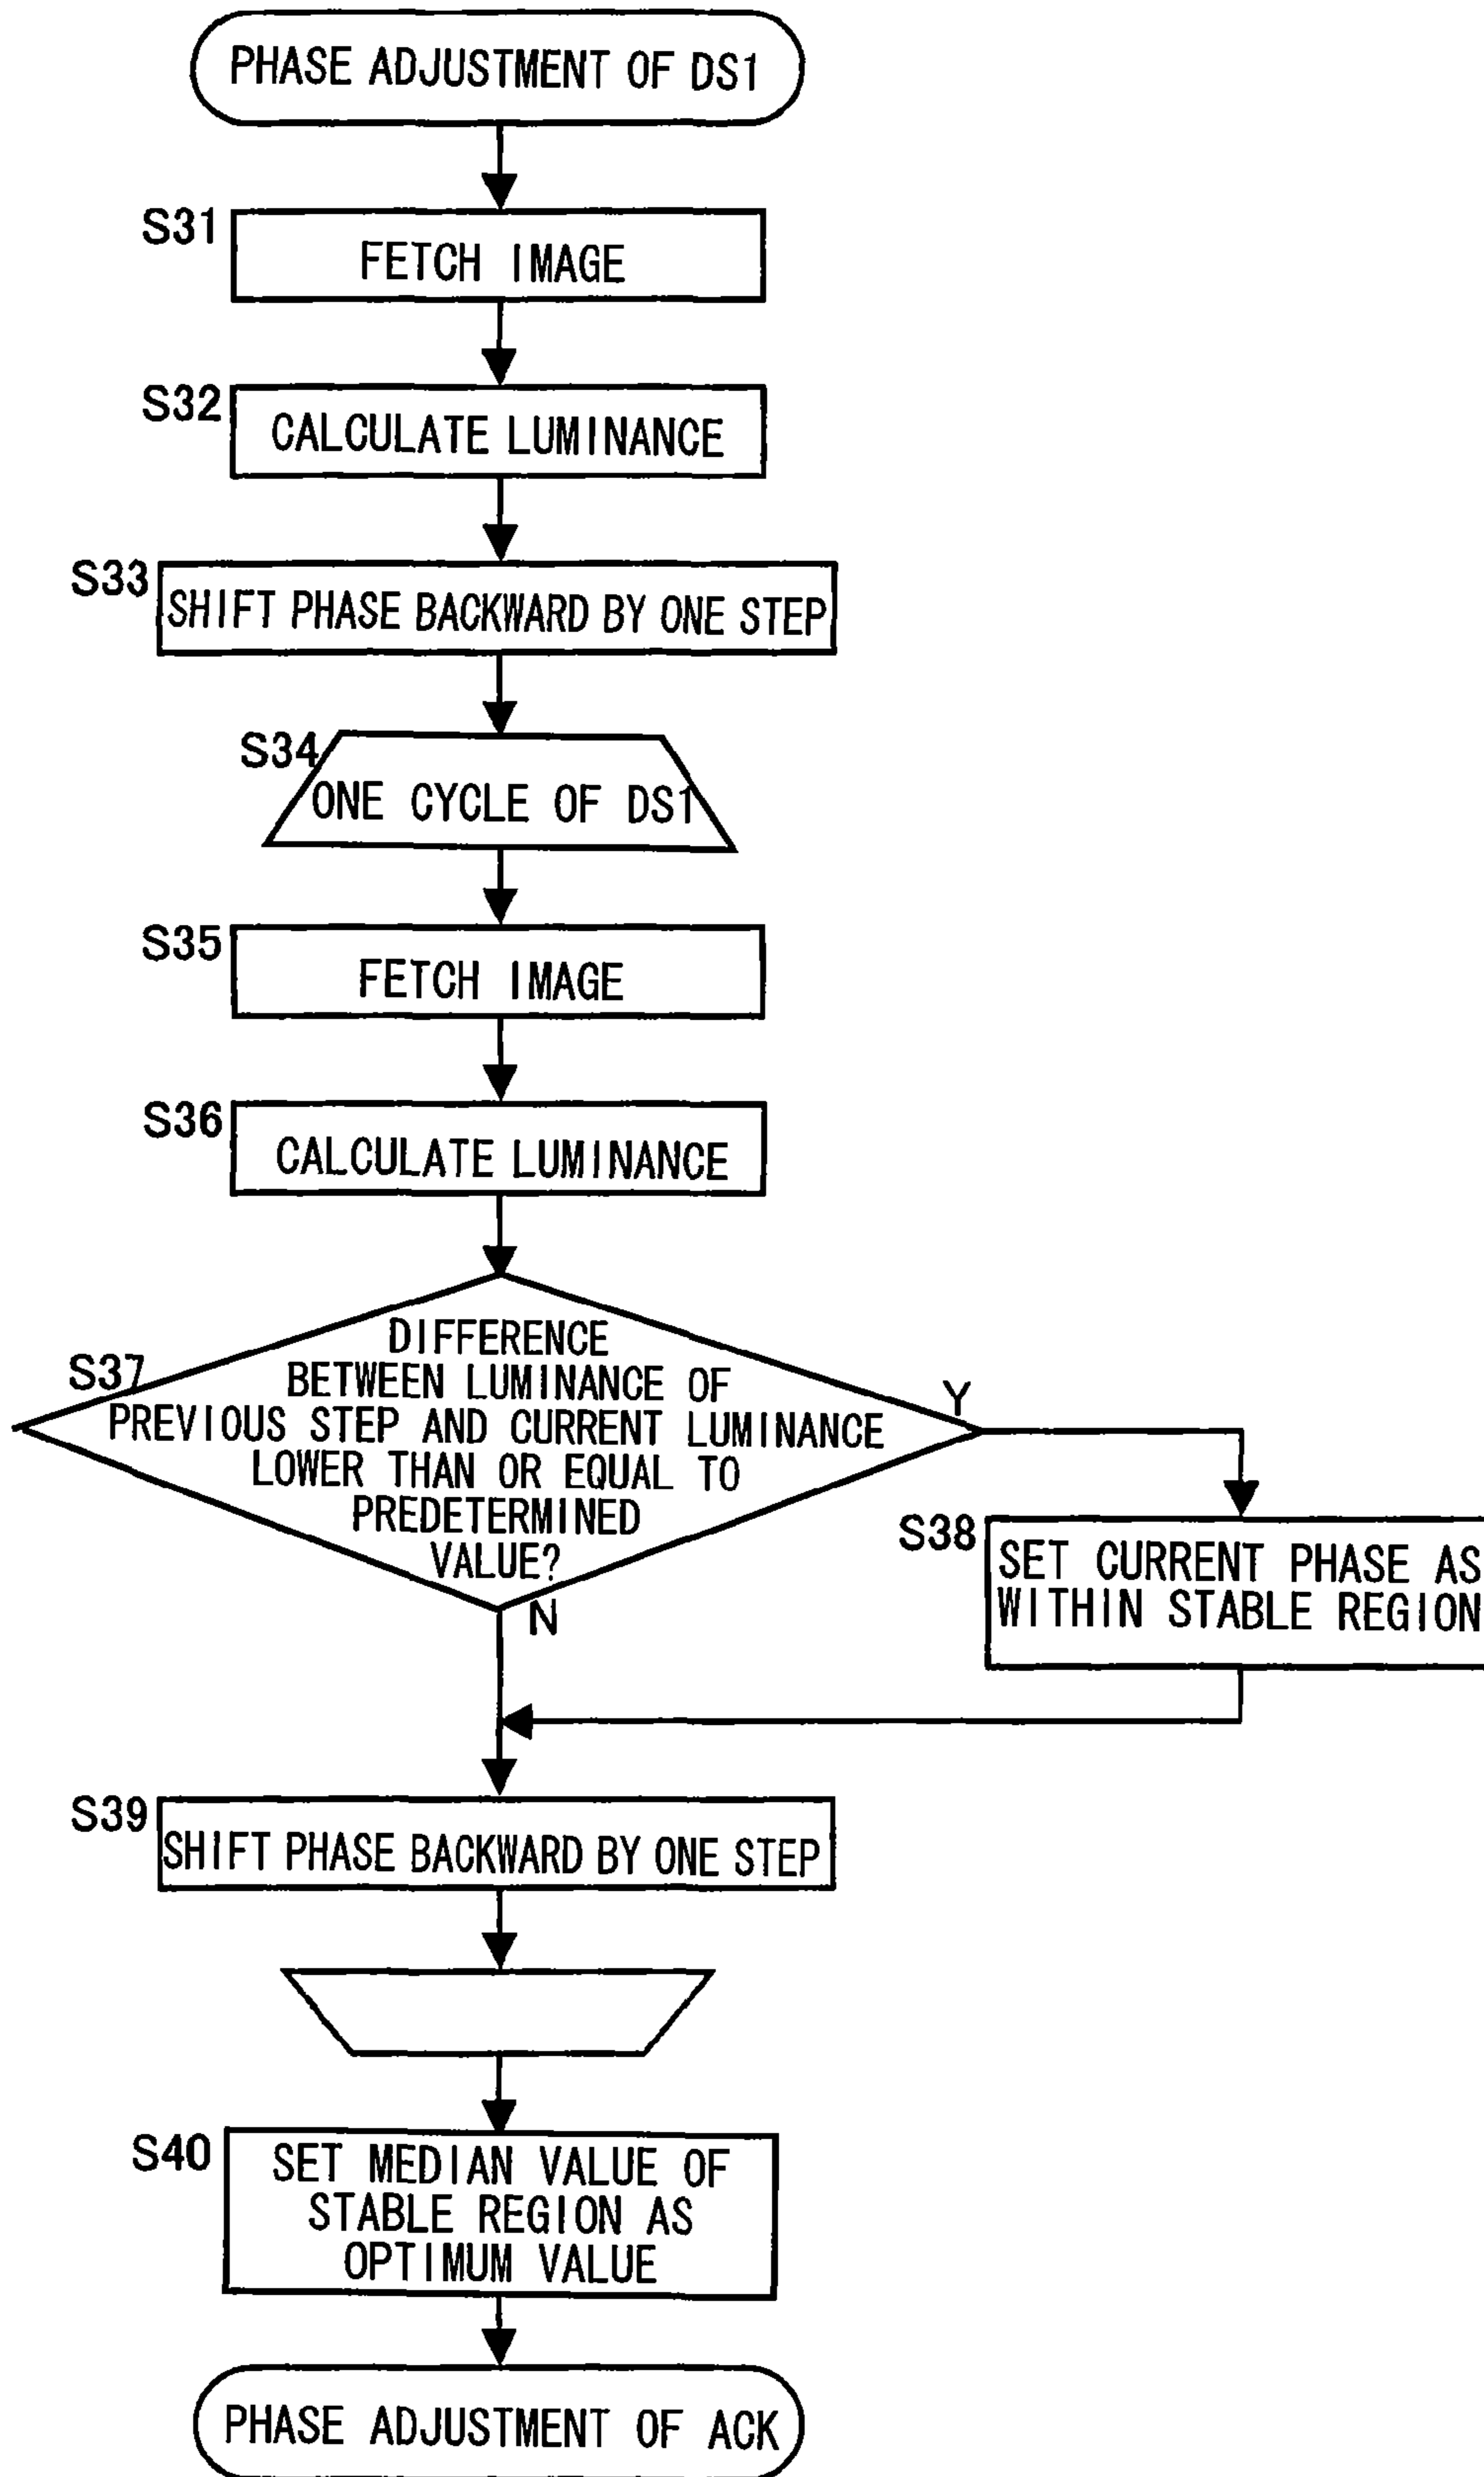 PHASE ADJUSTMENT OF DS1
S31
FETCH IMAGE
S32
CALCULATE LUMINANCE
S33
SHIFT PHASE BACKWARD BY ONE STEP
S34
ONE CYCLE OF DS1
S35
FETCH IMAGE
S36
CALCULATE LUMINANCE
S37
DIFFERENCE
BETWEEN LUMINANCE OF
PREVIOUS STEP AND CURRENT LUMINANCE
LOWER THAN OR EQUAL TO
PREDETERMINED
VALUE?
Y
N
S38
SET CURRENT PHASE AS
WITHIN STABLE REGION
S39
SHIFT PHASE BACKWARD BY ONE STEP
S40
SET MEDIAN VALUE OF
STABLE REGION AS
OPTIMUM VALUE
PHASE ADJUSTMENT OF ACK